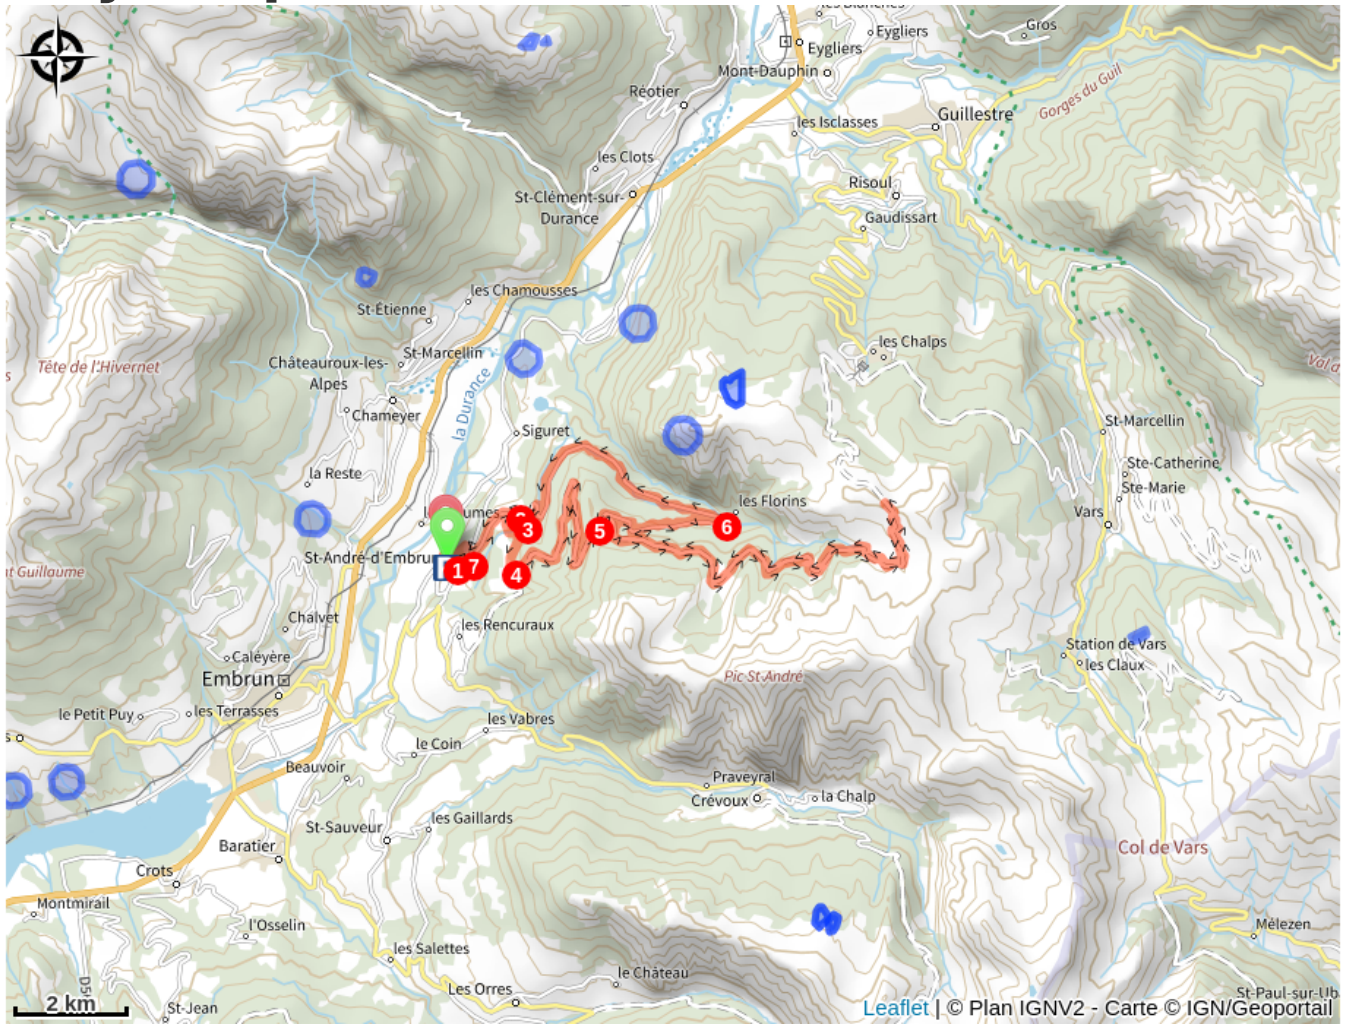 Eygliers
Gros
Eygliers
Mont-Dauphin
Gorges du Guil
Réotier
Guillestre
les Isclasses
les Clots
Risoul
St-Clément-sur-
Durance
Gaudissart
les Chamousses
St-Étienne
les Chalps
Châteauroux-les-
Alpes
St-Marcellin
Tête de l'Hivernet
la Durance
Chameyer
St-Marcellin
Siguret
Ste-Catherine
la Reste
Ste-Marie
les Florins
Vars
3
5
6
St-André-d'Embrun
1
7
4
nt Guillaume
Chalvet
les Rencuraux
Station de Vars
Caléyère
les Claux
Embrun
Pic St-André
le Petit Puy
les Terrasses
les Vabres
le Coin
Beauvoir
Praveyral
Crévoux
la Chalp
St-Sauveur
les Gaillards
Baratier
Col de Vars
Crots
Montmirail
l'Osselin
Mélezen
les Salettes
le Château
Les Orres
2 km
St-Jean
St-Paul-sur-Ub
Leaflet | © Plan IGNV2 - Carte © IGN/Geoportail